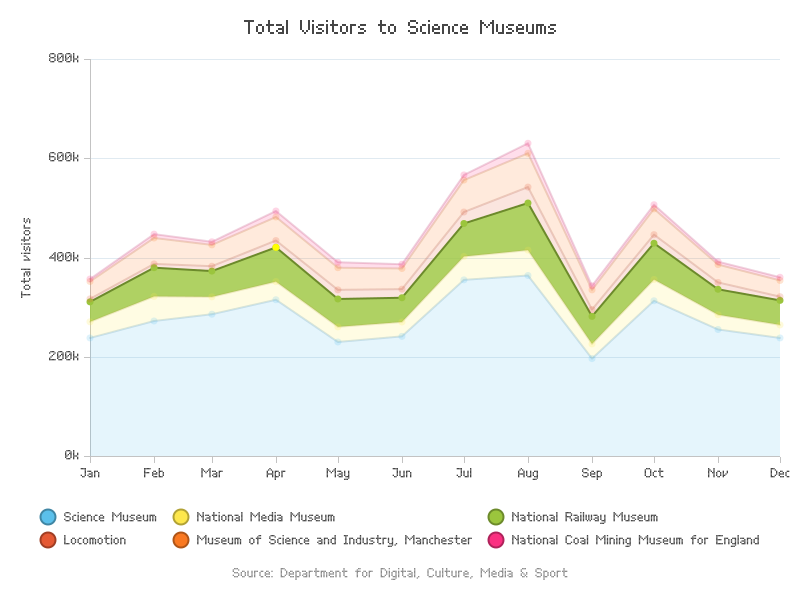 Total Visitors to Science Museums
800k
600k
400k
200k
0k
Total visitors
Jan Feb Mar Apr May Jun Jul Aug Sep Oct Nov Dec
Science Museum National Media Museum National Railway Museum
Locomotion Museum of Science and Industry, Manchester National Coal Mining Museum for England
Source: Department for Digital, Culture, Media & Sport